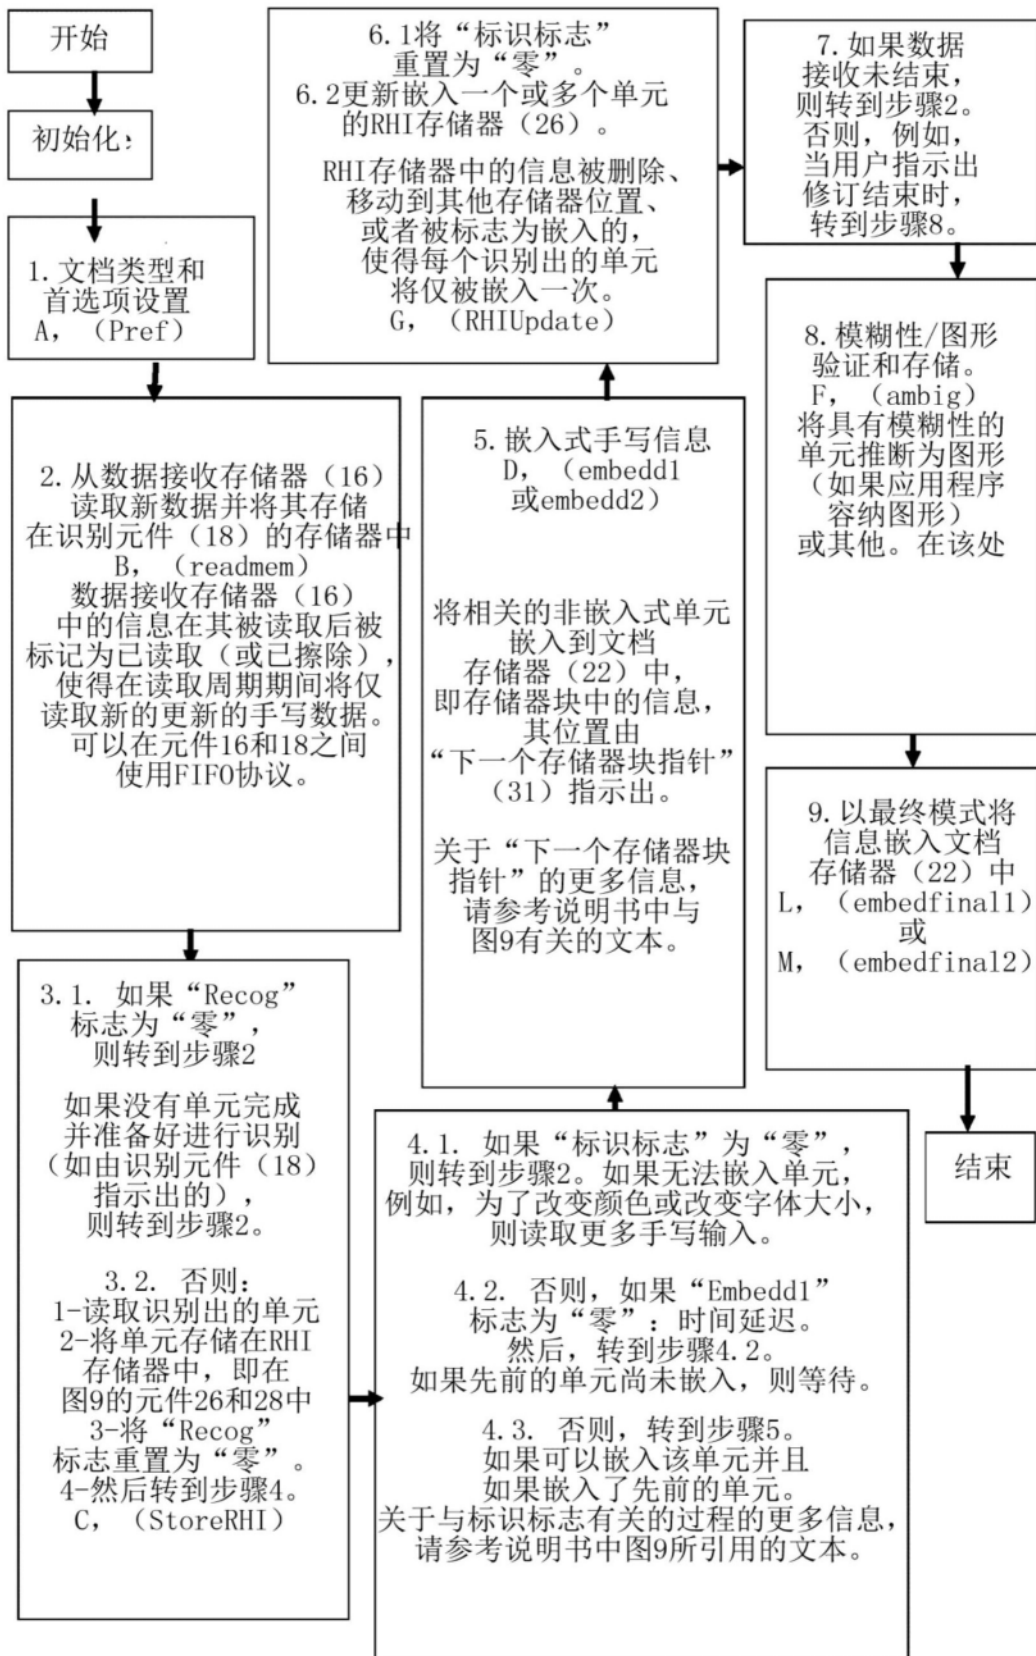 开始
初始化:
1.文档类型和
首选项设置
A, (Pref)
2.从数据接收存储器（16）
读取新数据并将其存储
在识别元件（18）的存储器中
B, (readmem)
数据接收存储器（16）
中的信息在其被读取后被
标记为已读取（或已擦除），
使得在读取周期期间将仅
读取新的更新的手写数据。
可以在元件16和18之间
使用FIFO协议。
3.1. 如果“Recog”
标志为“零”，
则转到步骤2
如果没有单元完成
并准备好进行识别
（如由识别元件（18）
指示出的），
则转到步骤2。
3.2. 否则:
1-读取识别出的单元
2-将单元存储在RHI
存储器中，即在
图9的元件26和28中
3-将“Recog”
标志重置为“零”。
4-然后转到步骤4。
C, (StoreRHI)
4.1. 如果“标识标志”为“零”，
则转到步骤2。如果无法嵌入单元，
例如，为了改变颜色或改变字体大小，
则读取更多手写输入。
4.2. 否则，如果“Embedd1”
标志为“零”：时间延迟。
然后，转到步骤4.2。
如果先前的单元尚未嵌入，则等待。
4.3. 否则，转到步骤5。
如果可以嵌入该单元并且
如果嵌入了先前的单元。
关于与标识标志有关的过程的更多信息，
请参考说明书中图9所引用的文本。
5.嵌入式手写信息
D, (embedd1
或embedd2)
将相关的非嵌入式单元
嵌入到文档
存储器（22）中，
即存储器块中的信息，
其位置由
“下一个存储器块指针”
（31）指示出。
关于“下一个存储器块
指针”的更多信息，
请参考说明书中与
图9有关的文本。
6.1将“标识标志”
重置为“零”。
6.2更新嵌入一个或多个单元
的RHI存储器（26）。
RHI存储器中的信息被删除、
移动到其他存储器位置、
或者被标志为嵌入的，
使得每个识别出的单元
将仅被嵌入一次。
G, (RHIUpdate)
7.如果数据
接收未结束，
则转到步骤2。
否则，例如，
当用户指示出
修订结束时，
转到步骤8。
8.模糊性/图形
验证和存储。
F, (ambig)
将具有模糊性的
单元推断为图形
（如果应用程序
容纳图形）
或其他。在该处
9.以最终模式将
信息嵌入文档
存储器（22）中
L, (embedfinal1)
或
M, (embedfinal2)
结束